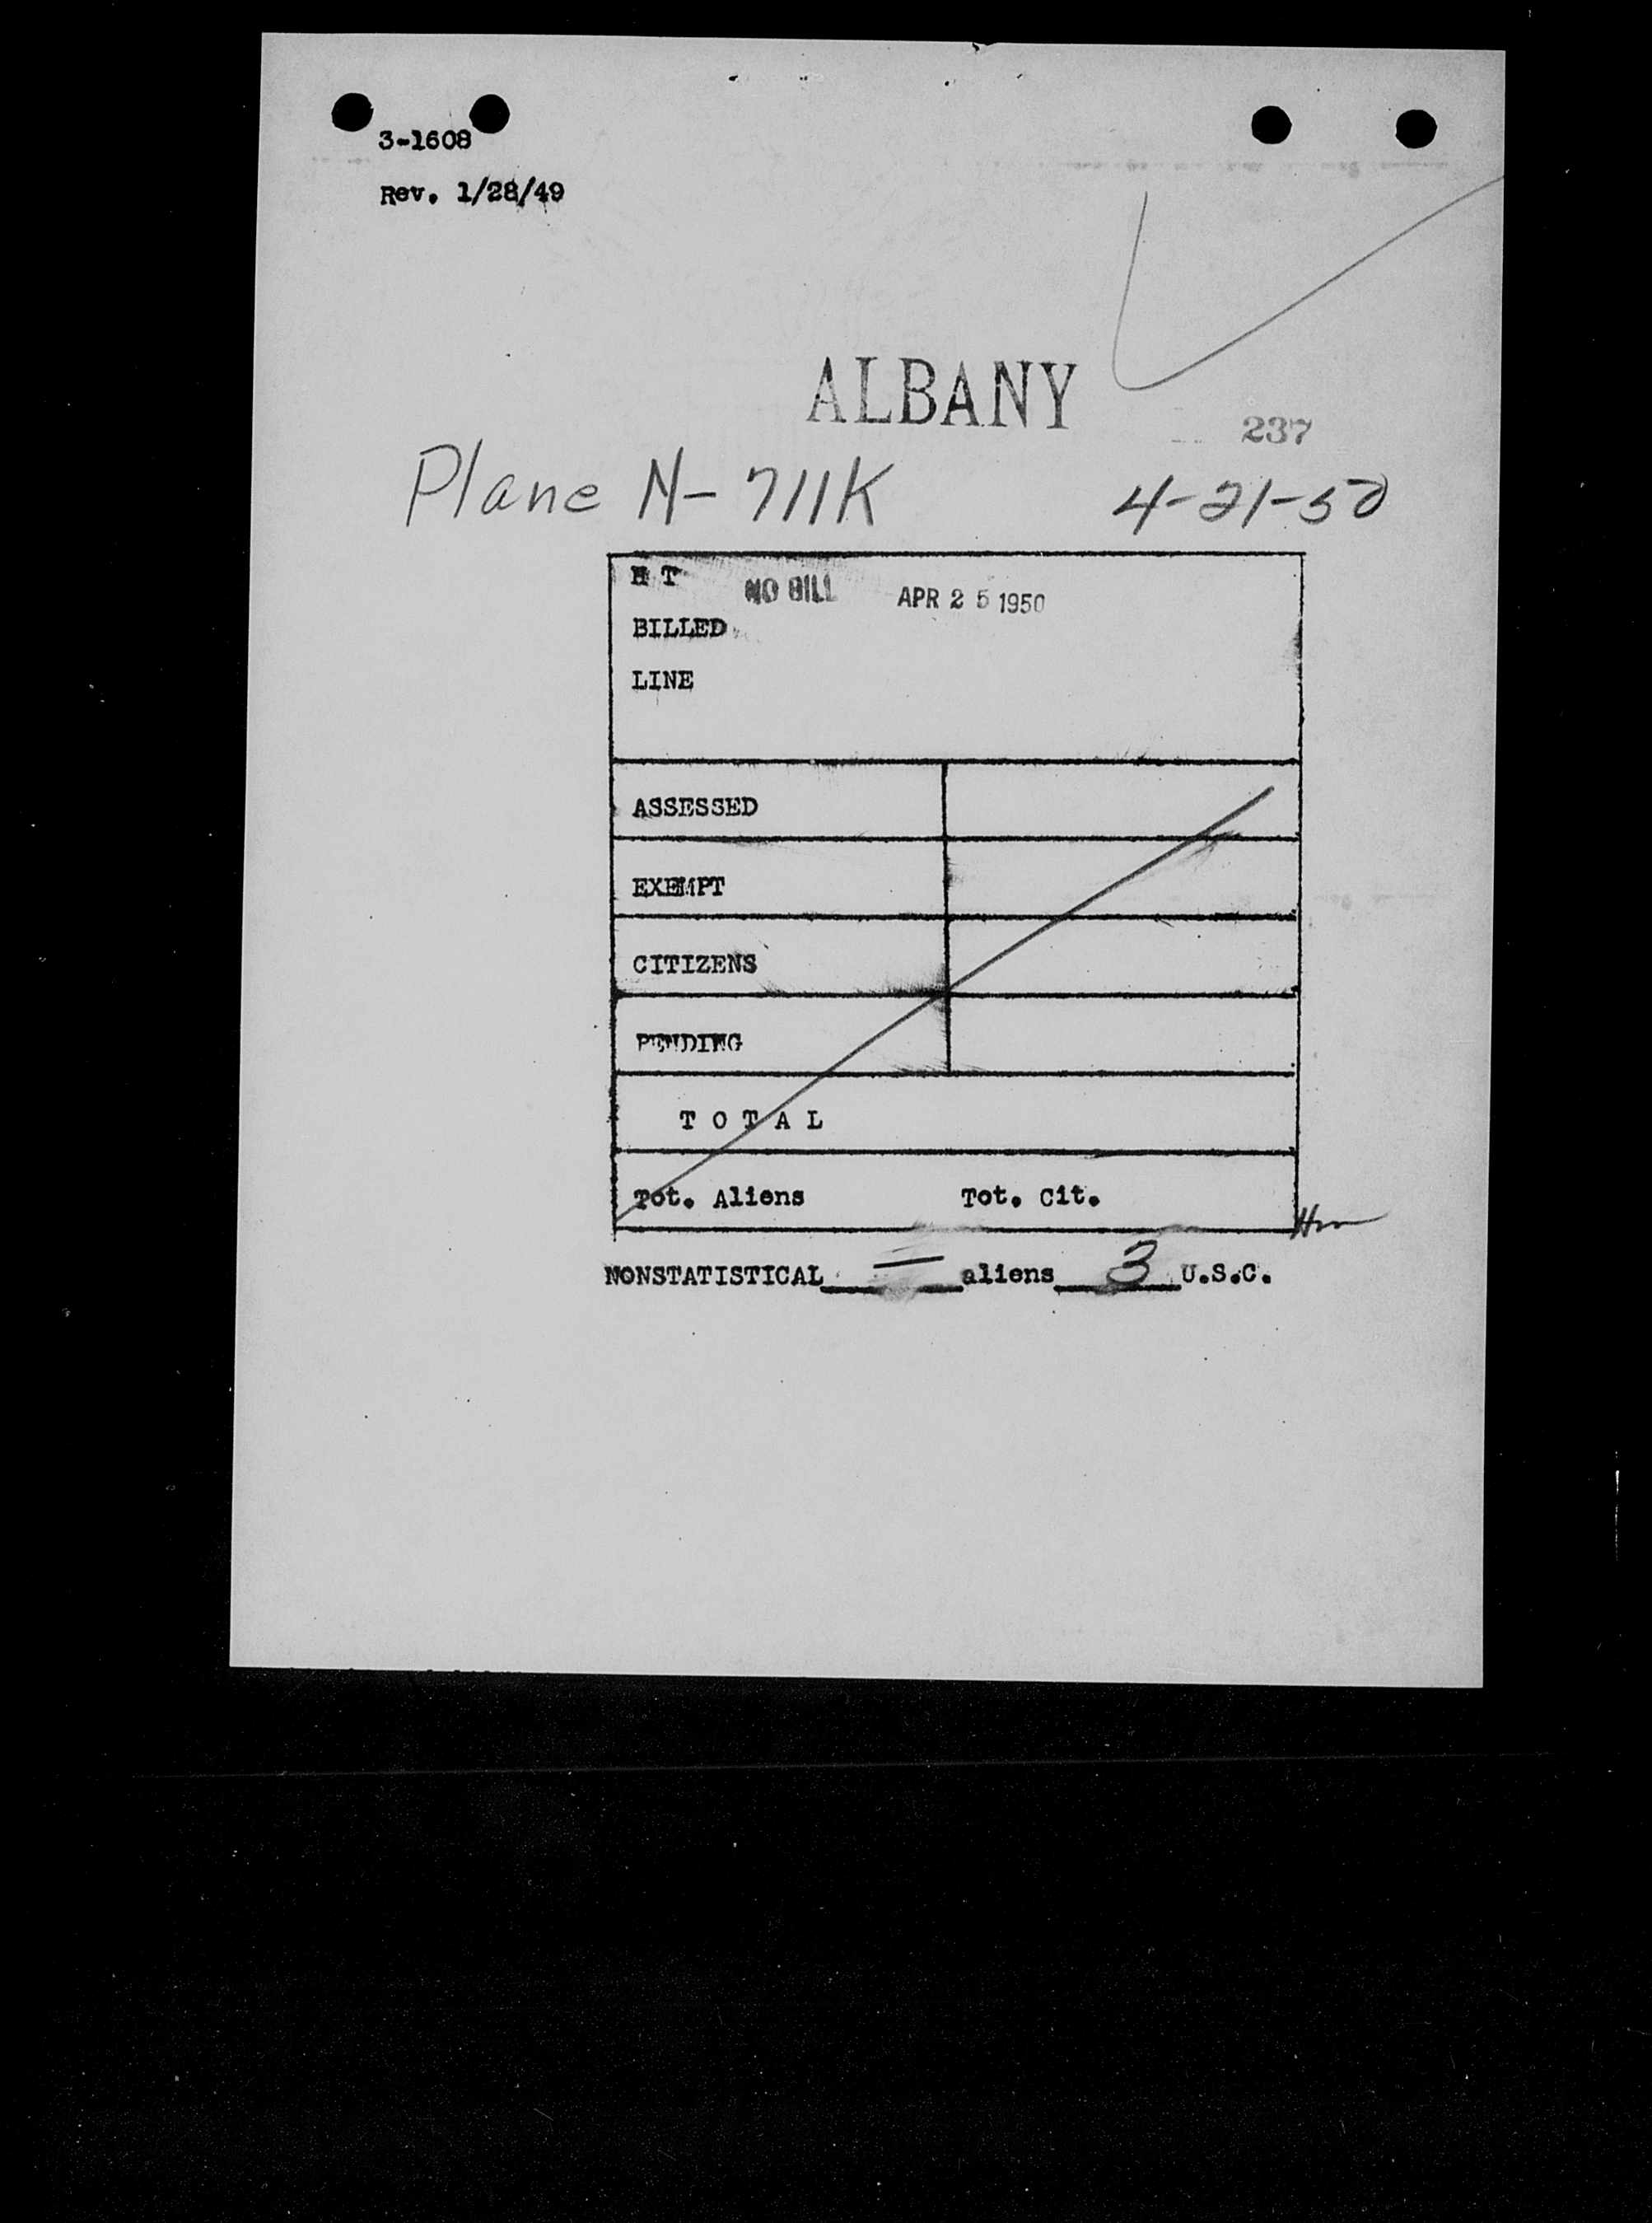 3-1608
Rev. 1/28/49
ALBANY
237
Plane N-711K 4-21-50
H T NO BILL APR 25 1950
BILLED
LINE
ASSESSED
EXEMPT
CITIZENS
PENDING
TOTAL
Tot. Aliens Tot. Cit.
NONSTATISTICAL — aliens 3 U.S.C.